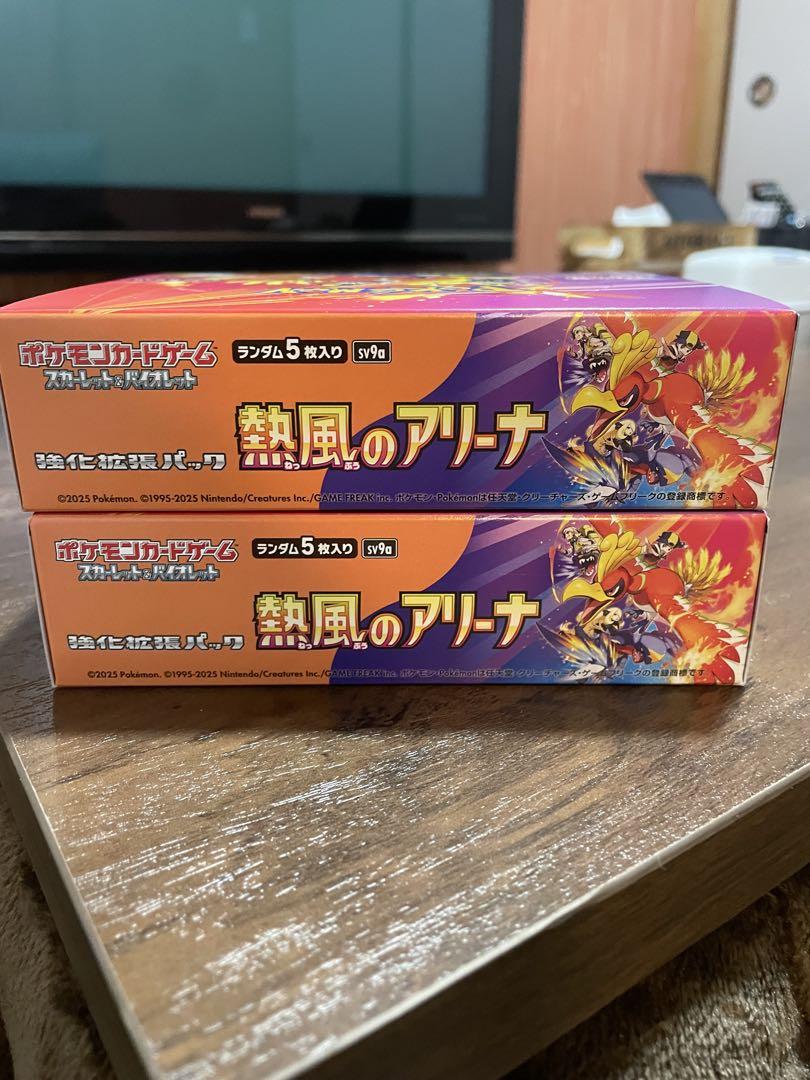 ポケモンカードゲーム
スカーレット&バイオレット
ランダム5枚入り sv9a
強化拡張パック 熱風のアリーナ
ねっ ぷう
©2025 Pokémon. ©1995-2025 Nintendo/Creatures Inc./GAME FREAK inc. ポケモン・Pokémonは任天堂・クリーチャーズ・ゲームフリークの登録商標です。
ポケモンカードゲーム
スカーレット&バイオレット
ランダム5枚入り sv9a
強化拡張パック 熱風のアリーナ
ねっ ぷう
©2025 Pokémon. ©1995-2025 Nintendo/Creatures Inc./GAME FREAK inc. ポケモン・Pokémonは任天堂・クリーチャーズ・ゲームフリークの登録商標です